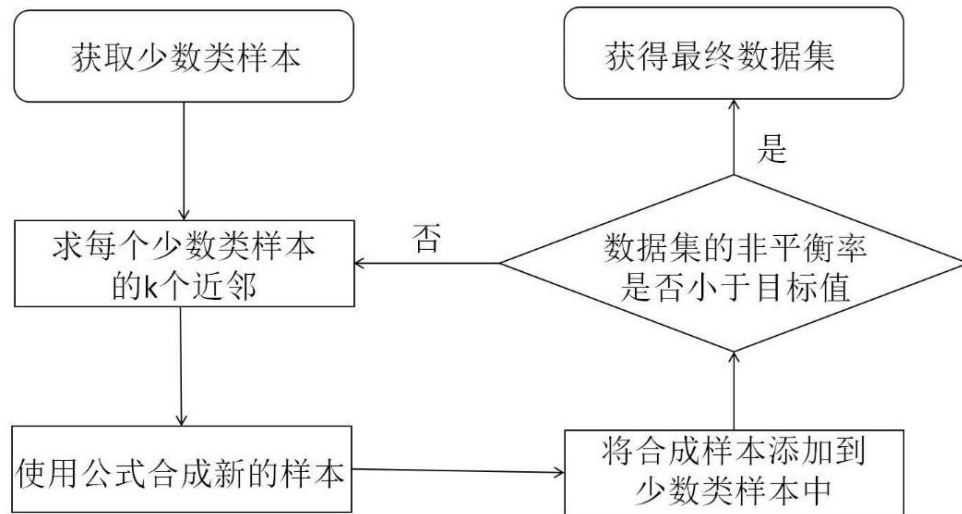 获取少数类样本
获得最终数据集
是
求每个少数类样本
的k个近邻
否
数据集的非平衡率
是否小于目标值
使用公式合成新的样本
将合成样本添加到
少数类样本中